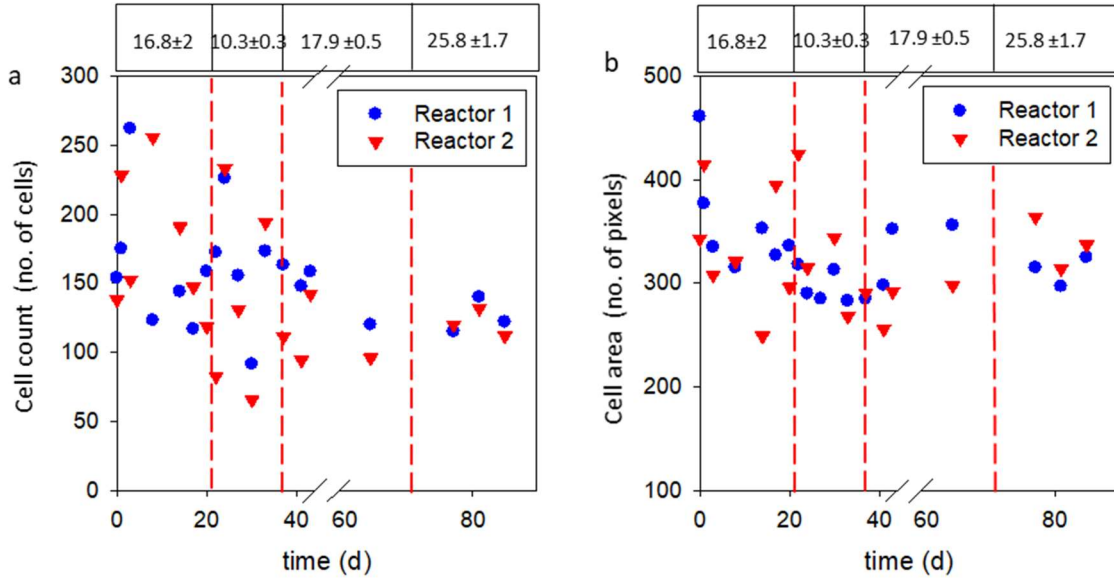 16.8±2 10.3±0.3 17.9 ±0.5 25.8 ±1.7
a
300
250
200
150
100
50
0
Cell count (no. of cells)
Reactor 1
Reactor 2
0 20 40 60 80
time (d)
16.8±2 10.3±0.3 17.9 ±0.5 25.8 ±1.7
b
500
400
300
200
100
Cell area (no. of pixels)
Reactor 1
Reactor 2
0 20 40 60 80
time (d)